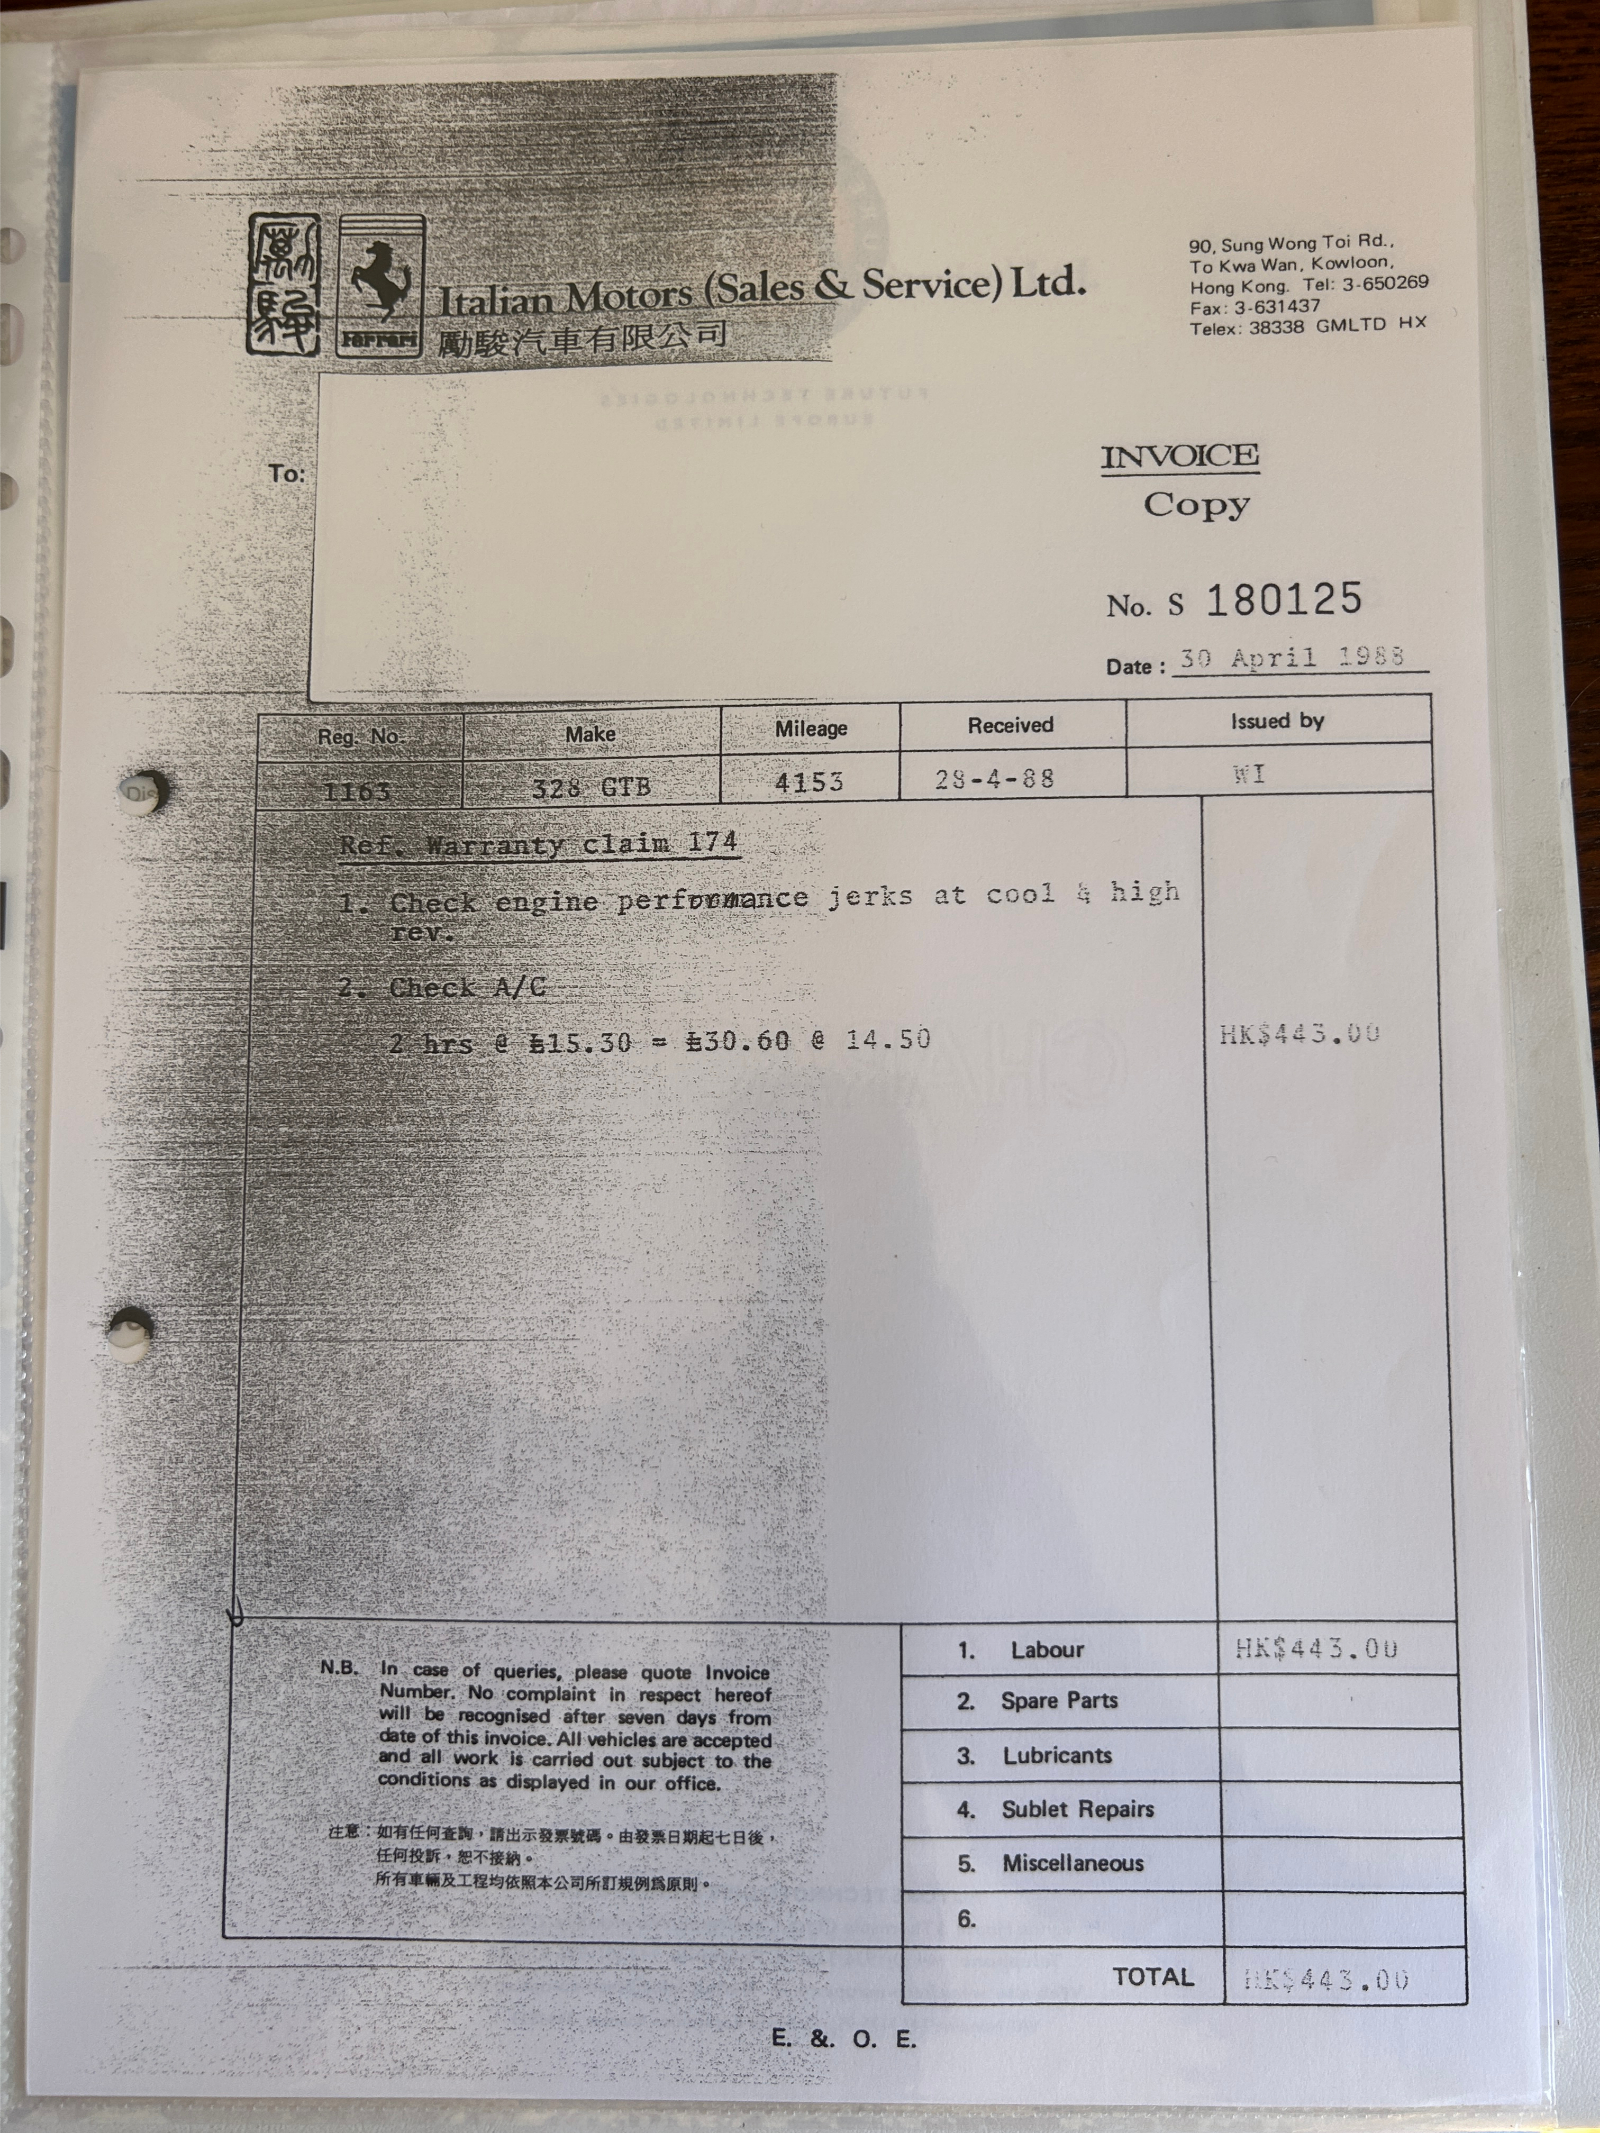 勵駿
Ferrari
Italian Motors (Sales & Service) Ltd.
勵駿汽車有限公司
90, Sung Wong Toi Rd.,
To Kwa Wan, Kowloon,
Hong Kong. Tel: 3-650269
Fax: 3-631437
Telex: 38338 GMLTD HX
FUTURE TECHNOLOGIES
EUROPE LIMITED
To:
INVOICE
Copy
No. S 180125
Date: 30 April 1988
Reg. No. Make Mileage Received Issued by
1163 328 GTB 4153 28-4-88 WI
Dis
Ref. Warranty claim 174
1. Check engine performance jerks at cool & high
rev.
2. Check A/C
2 hrs @ £15.30 = £30.60 @ 14.50 HK$443.00
N.B. In case of queries, please quote Invoice
Number. No complaint in respect hereof
will be recognised after seven days from
date of this invoice. All vehicles are accepted
and all work is carried out subject to the
conditions as displayed in our office.
注意：如有任何查詢，請出示發票號碼。由發票日期起七日後，
任何投訴，恕不接納。
所有車輛及工程均依照本公司所訂規例爲原則。
1. Labour HK$443.00
2. Spare Parts
3. Lubricants
4. Sublet Repairs
5. Miscellaneous
6.
TOTAL HK$443.00
E. &. O. E.